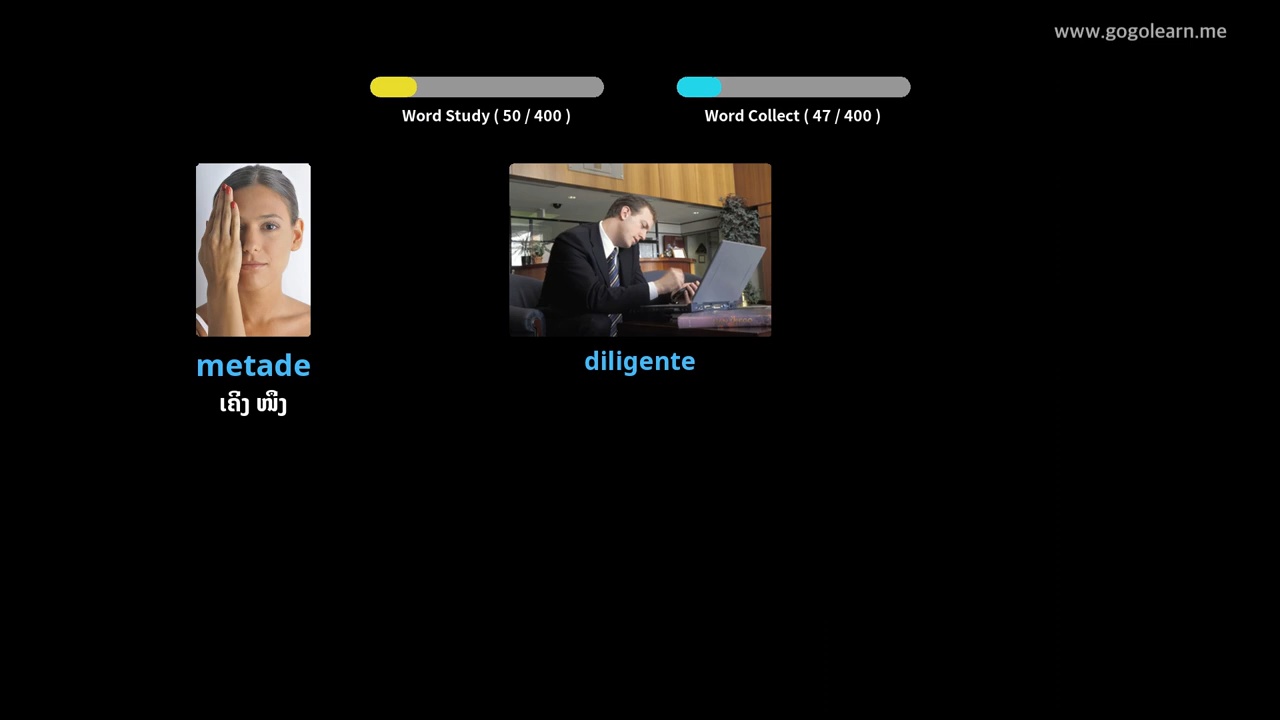 www.gogolearn.me
Word Study ( 50 / 400 )
Word Collect ( 47 / 400 )
metade
ເຄິ່ງ ໜຶ່ງ
diligente